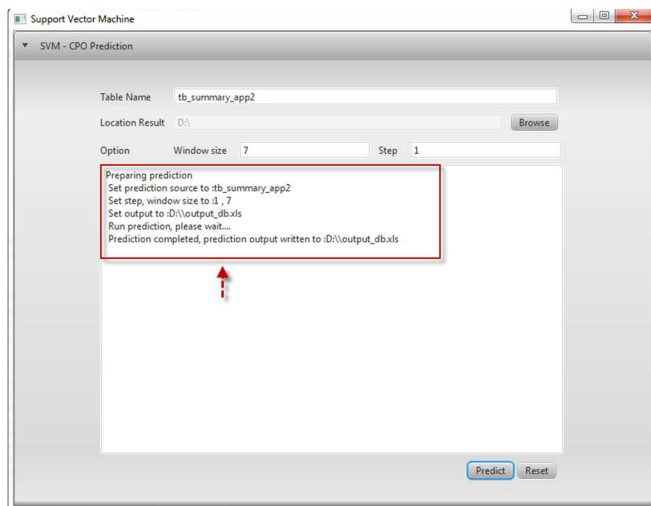 Support Vector Machine
SVM - CPO Prediction
Table Name tb_summary_app2
Location Result D:\ Browse
Option Window size 7 Step 1
Preparing prediction
Set prediction source to :tb_summary_app2
Set step, window size to :1 , 7
Set output to :D:\\output_db.xls
Run prediction, please wait....
Prediction completed, prediction output written to :D:\\output_db.xls
Predict Reset